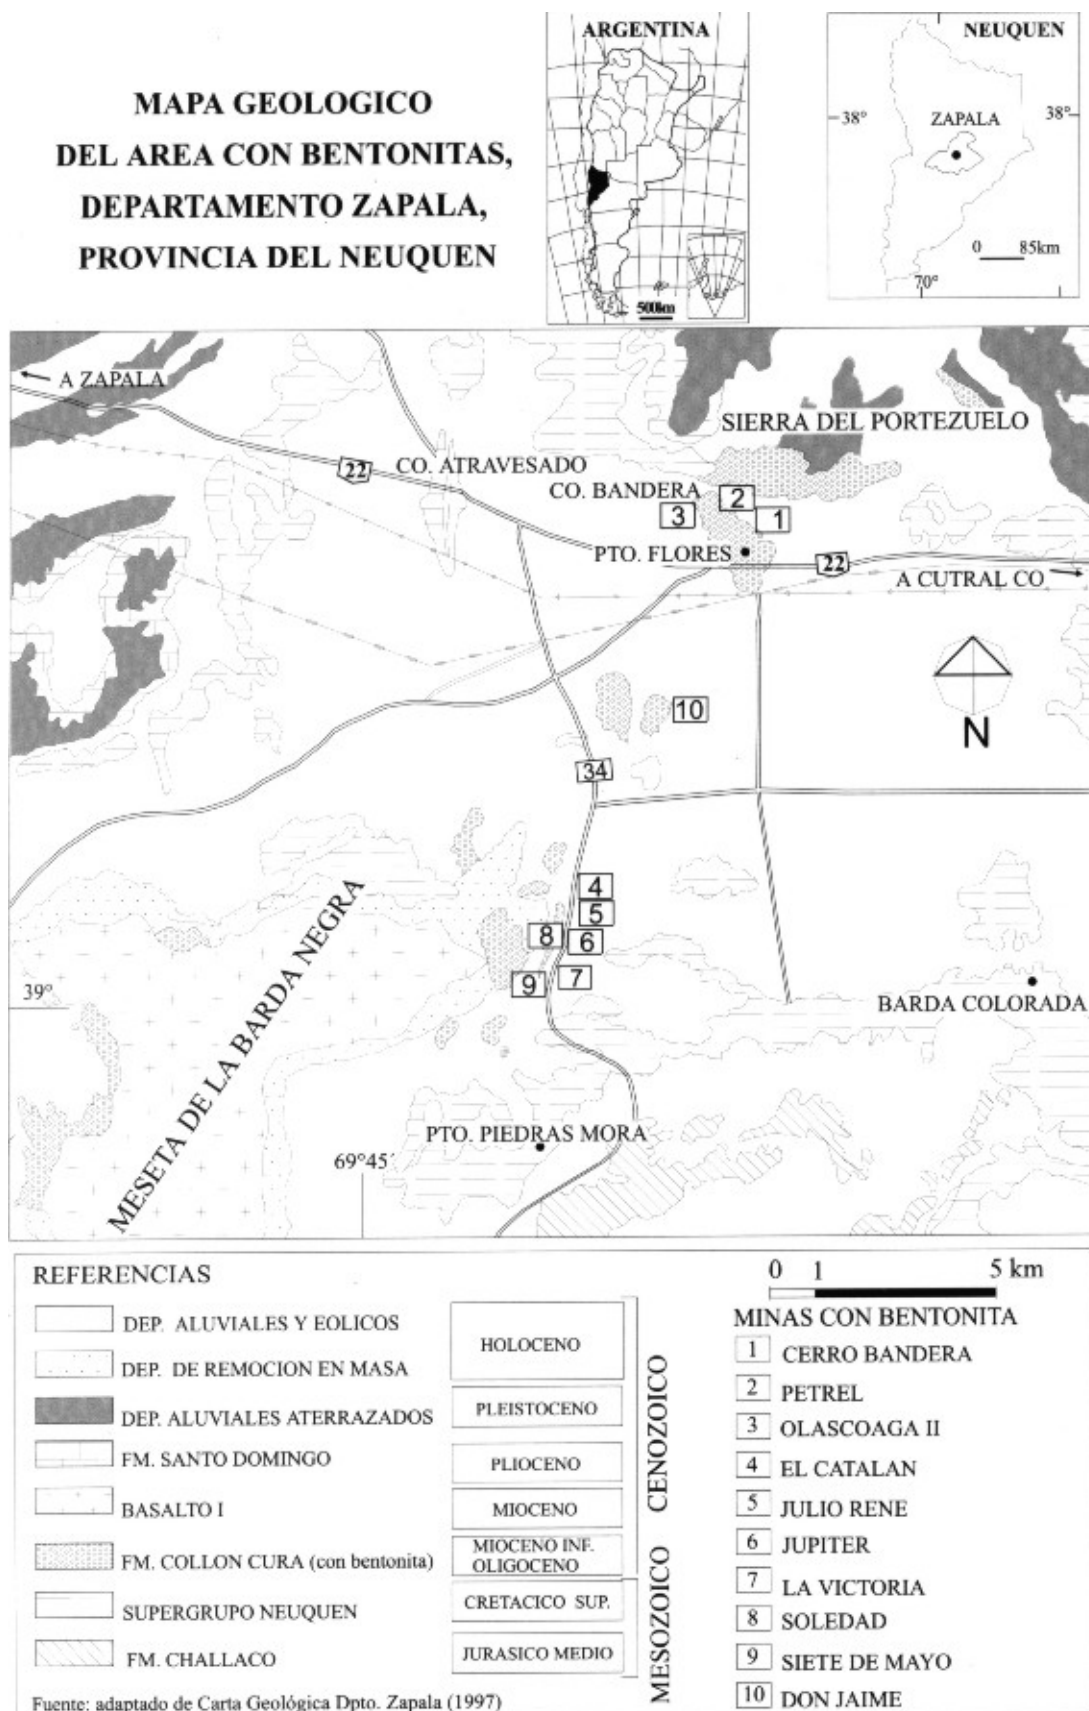 MAPA GEOLOGICO
DEL AREA CON BENTONITAS,
DEPARTAMENTO ZAPALA,
PROVINCIA DEL NEUQUEN
ARGENTINA
500km
NEUQUEN
38°
38°
ZAPALA
0 85km
70°
A ZAPALA
SIERRA DEL PORTEZUELO
22
CO. ATRAVESADO
CO. BANDERA
2
3
1
PTO. FLORES
22
A CUTRAL CO
N
10
34
4
5
8
6
9
7
39°
BARDA COLORADA
MESETA DE LA BARDA NEGRA
PTO. PIEDRAS MORA
69°45´
REFERENCIAS
DEP. ALUVIALES Y EOLICOS
DEP. DE REMOCION EN MASA
DEP. ALUVIALES ATERRAZADOS
FM. SANTO DOMINGO
BASALTO I
FM. COLLON CURA (con bentonita)
SUPERGRUPO NEUQUEN
FM. CHALLACO
HOLOCENO
PLEISTOCENO
PLIOCENO
MIOCENO
MIOCENO INF.
OLIGOCENO
CRETACICO SUP.
JURASICO MEDIO
CENOZOICO
MESOZOICO
0 1 5 km
MINAS CON BENTONITA
1 CERRO BANDERA
2 PETREL
3 OLASCOAGA II
4 EL CATALAN
5 JULIO RENE
6 JUPITER
7 LA VICTORIA
8 SOLEDAD
9 SIETE DE MAYO
10 DON JAIME
Fuente: adaptado de Carta Geológica Dpto. Zapala (1997)